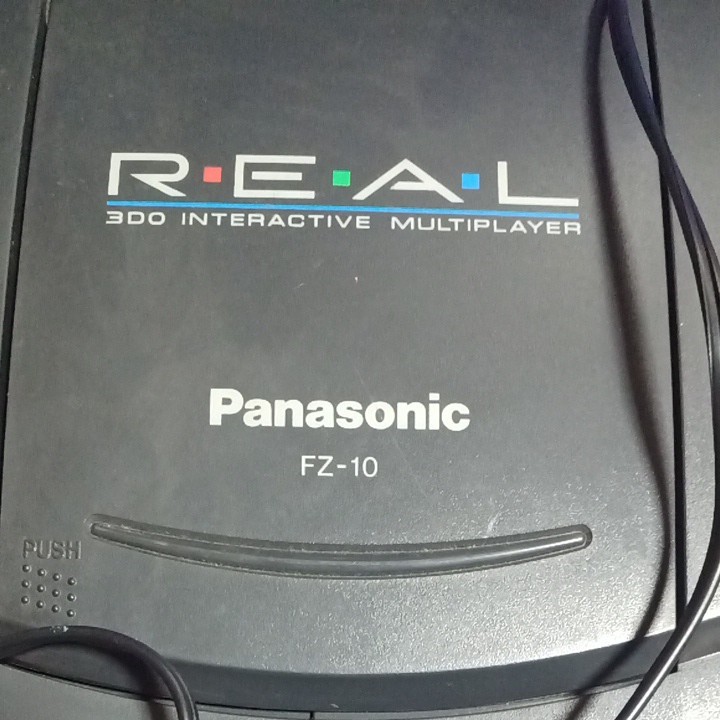 R·E·A·L
3DO INTERACTIVE MULTIPLAYER
Panasonic
FZ-10
PUSH